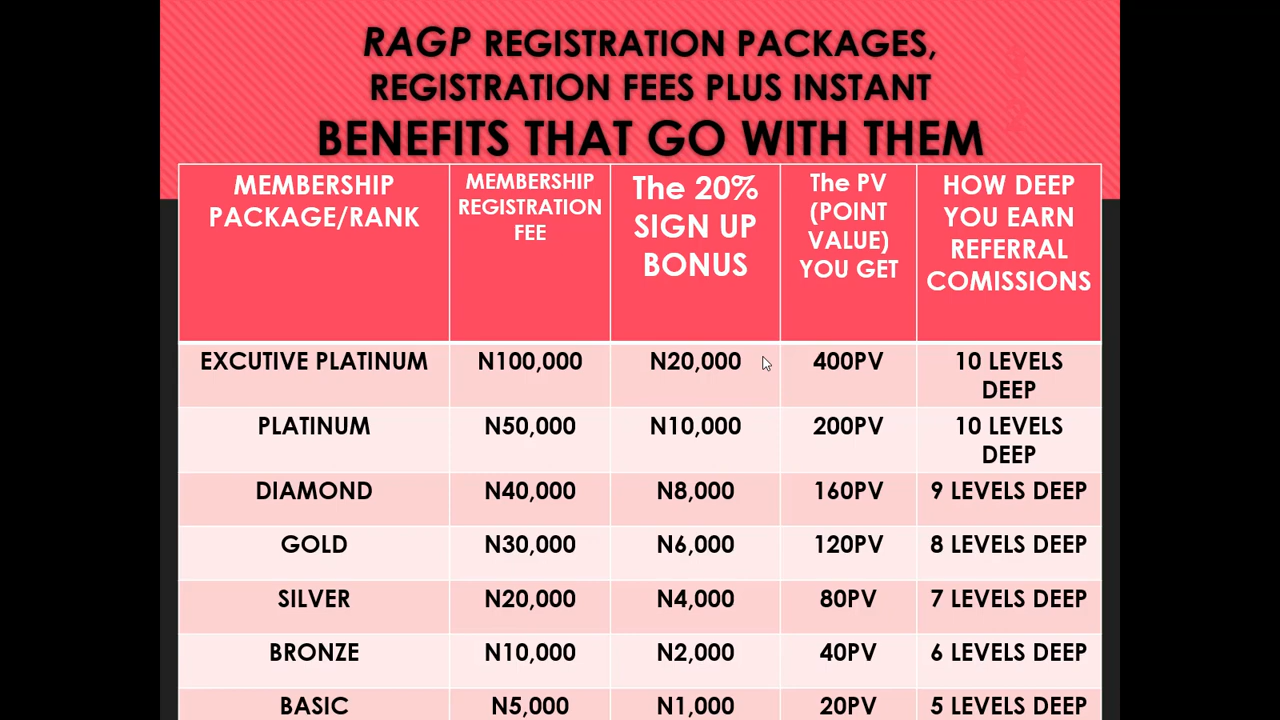 RAGP REGISTRATION PACKAGES,
REGISTRATION FEES PLUS INSTANT
BENEFITS THAT GO WITH THEM
MEMBERSHIP PACKAGE/RANK
MEMBERSHIP REGISTRATION FEE
The 20% SIGN UP BONUS
The PV (POINT VALUE) YOU GET
HOW DEEP YOU EARN REFERRAL COMISSIONS
EXCUTIVE PLATINUM N100,000 N20,000 400PV 10 LEVELS DEEP
PLATINUM N50,000 N10,000 200PV 10 LEVELS DEEP
DIAMOND N40,000 N8,000 160PV 9 LEVELS DEEP
GOLD N30,000 N6,000 120PV 8 LEVELS DEEP
SILVER N20,000 N4,000 80PV 7 LEVELS DEEP
BRONZE N10,000 N2,000 40PV 6 LEVELS DEEP
BASIC N5,000 N1,000 20PV 5 LEVELS DEEP